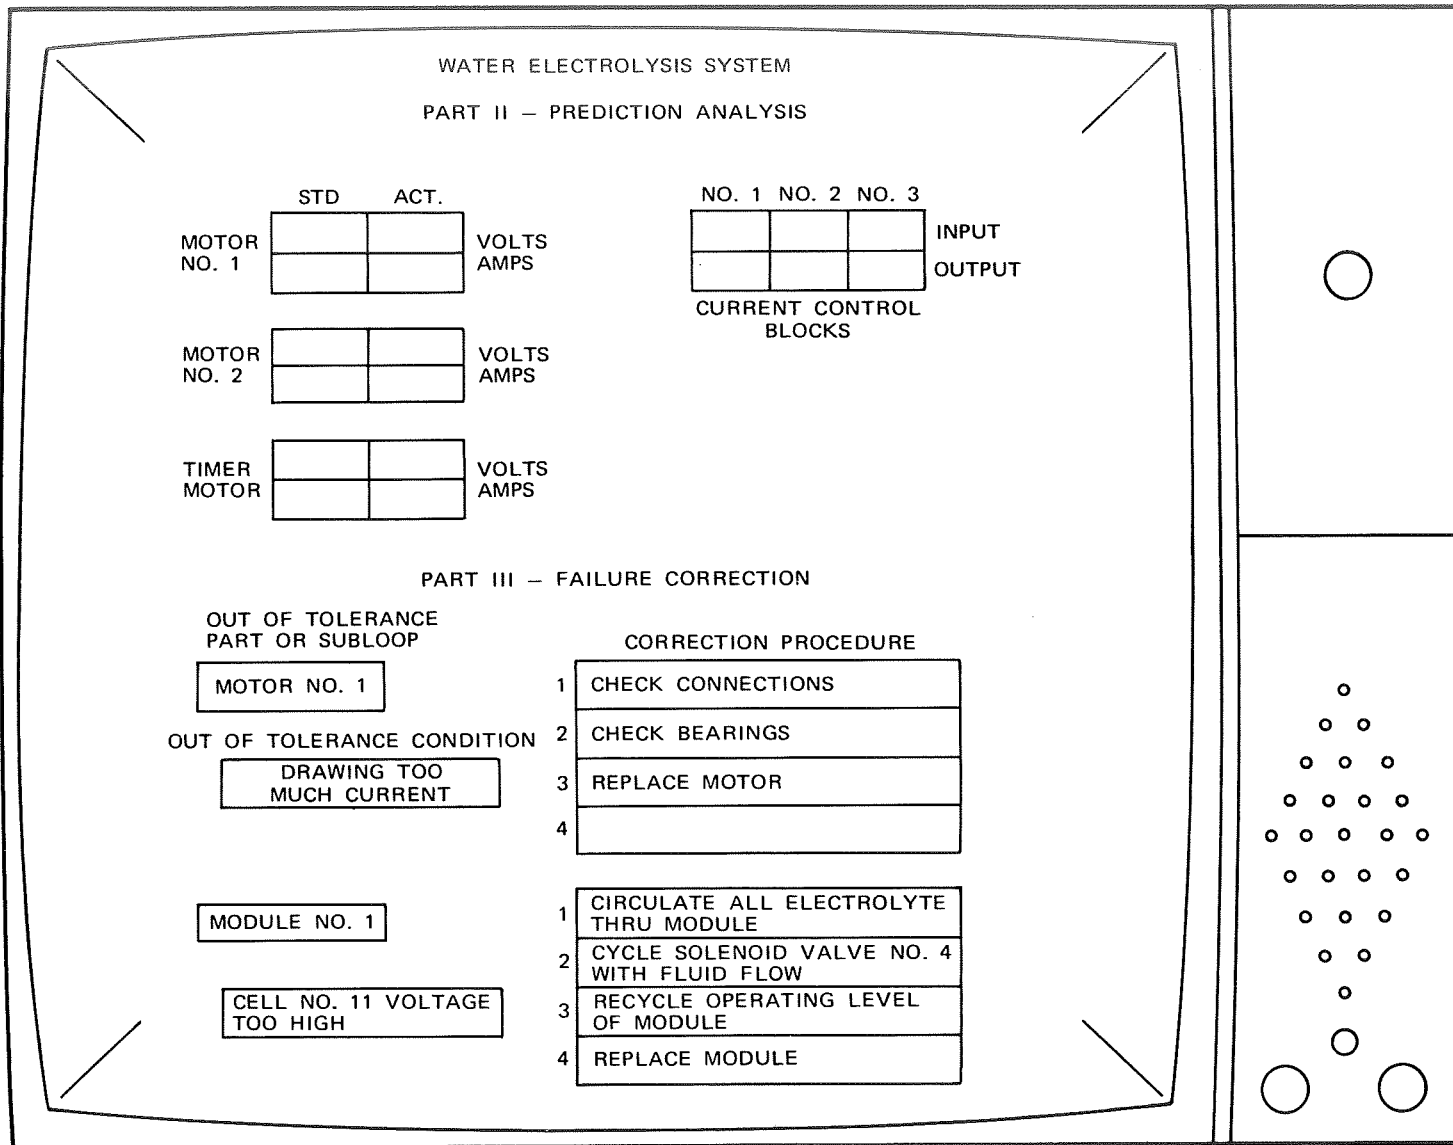 WATER ELECTROLYSIS SYSTEM
PART II — PREDICTION ANALYSIS
STD ACT.
MOTOR NO. 1
VOLTS
AMPS
MOTOR NO. 2
VOLTS
AMPS
TIMER MOTOR
VOLTS
AMPS
NO. 1 NO. 2 NO. 3
INPUT
OUTPUT
CURRENT CONTROL
BLOCKS
PART III — FAILURE CORRECTION
OUT OF TOLERANCE
PART OR SUBLOOP
MOTOR NO. 1
OUT OF TOLERANCE CONDITION
DRAWING TOO
MUCH CURRENT
CORRECTION PROCEDURE
1 CHECK CONNECTIONS
2 CHECK BEARINGS
3 REPLACE MOTOR
4
MODULE NO. 1
CELL NO. 11 VOLTAGE
TOO HIGH
1 CIRCULATE ALL ELECTROLYTE
THRU MODULE
2 CYCLE SOLENOID VALVE NO. 4
WITH FLUID FLOW
3 RECYCLE OPERATING LEVEL
OF MODULE
4 REPLACE MODULE